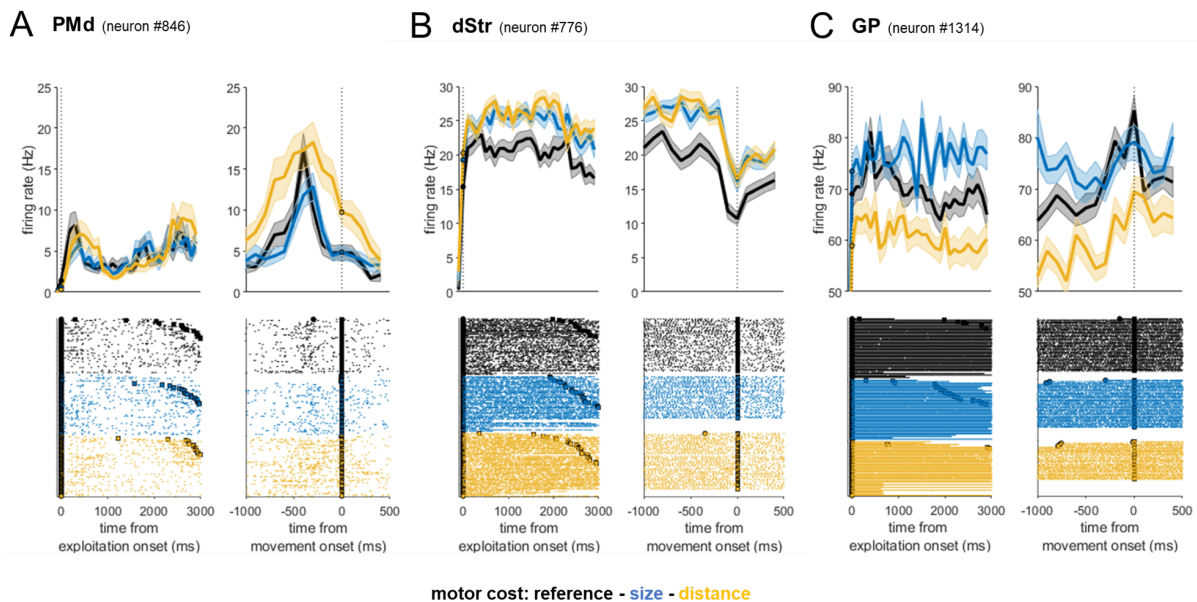 A PMd (neuron #846)
B dStr (neuron #776)
C GP (neuron #1314)
firing rate (Hz)
25
20
15
10
5
0
25
20
15
10
5
0
firing rate (Hz)
30
25
20
15
10
5
0
30
25
20
15
10
5
0
firing rate (Hz)
90
80
70
60
50
90
80
70
60
50
0 1000 2000 3000
time from
exploitation onset (ms)
-1000 -500 0 500
time from
movement onset (ms)
0 1000 2000 3000
time from
exploitation onset (ms)
-1000 -500 0 500
time from
movement onset (ms)
0 1000 2000 3000
time from
exploitation onset (ms)
-1000 -500 0 500
time from
movement onset (ms)
motor cost: reference - size - distance